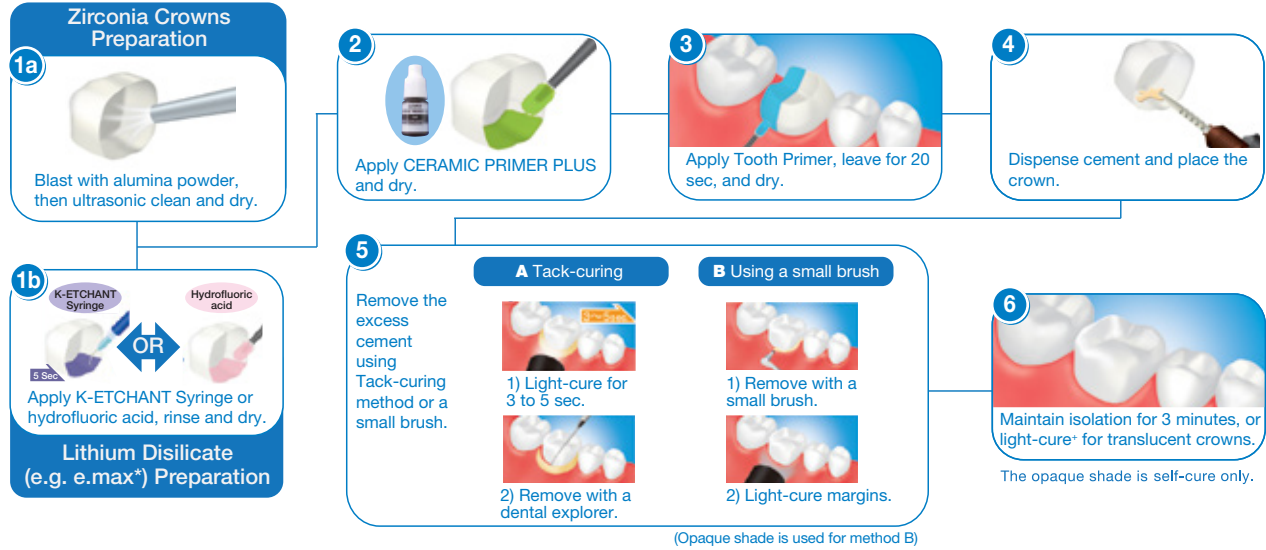 Zirconia Crowns
Preparation
1a
Blast with alumina powder,
then ultrasonic clean and dry.
1b
K-ETCHANT
Syringe
Hydrofluoric
acid
OR
5 Sec
Apply K-ETCHANT Syringe or
hydrofluoric acid, rinse and dry.
Lithium Disilicate
(e.g. e.max*) Preparation
2
Apply CERAMIC PRIMER PLUS
and dry.
3
Apply Tooth Primer, leave for 20
sec, and dry.
4
Dispense cement and place the
crown.
5
Remove the
excess
cement
using
Tack-curing
method or a
small brush.
A Tack-curing
1) Light-cure for
3 to 5 sec.
2) Remove with a
dental explorer.
B Using a small brush
1) Remove with a
small brush.
2) Light-cure margins.
(Opaque shade is used for method B)
6
Maintain isolation for 3 minutes, or
light-cure+ for translucent crowns.
The opaque shade is self-cure only.